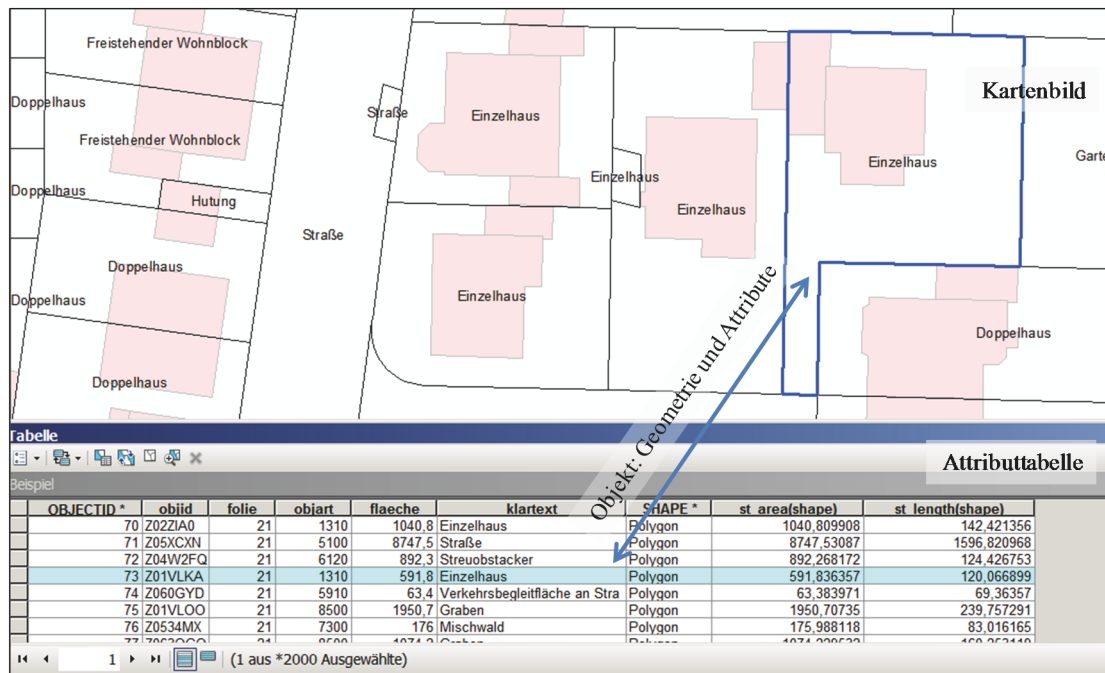 Freistehender Wohnblock
Kartenbild
Doppelhaus
Straße
Einzelhaus
Freistehender Wohnblock
Garte
Einzelhaus
Einzelhaus
Doppelhaus
Hutung
Einzelhaus
Straße
Doppelhaus
Einzelhaus
Doppelhaus
Doppelhaus
Doppelhaus
Objekt: Geometrie und Attribute
Tabelle
Attributtabelle
Beispiel
OBJECTID * objid folie objart flaeche klartext SHAPE * st_area(shape) st_length(shape)
70 Z02ZIA0 21 1310 1040,8 Einzelhaus Polygon 1040,809908 142,421356
71 Z05XCXN 21 5100 8747,5 Straße Polygon 8747,53087 1596,820968
72 Z04W2FQ 21 6120 892,3 Streuobstacker Polygon 892,268172 124,426753
73 Z01VLKA 21 1310 591,8 Einzelhaus Polygon 591,836357 120,066899
74 Z060GYD 21 5910 63,4 Verkehrsbegleitfläche an Stra Polygon 63,383971 69,36357
75 Z01VLOO 21 8500 1950,7 Graben Polygon 1950,70735 239,757291
76 Z0534MX 21 7300 176 Mischwald Polygon 175,988118 83,016165
1 (1 aus *2000 Ausgewählte)